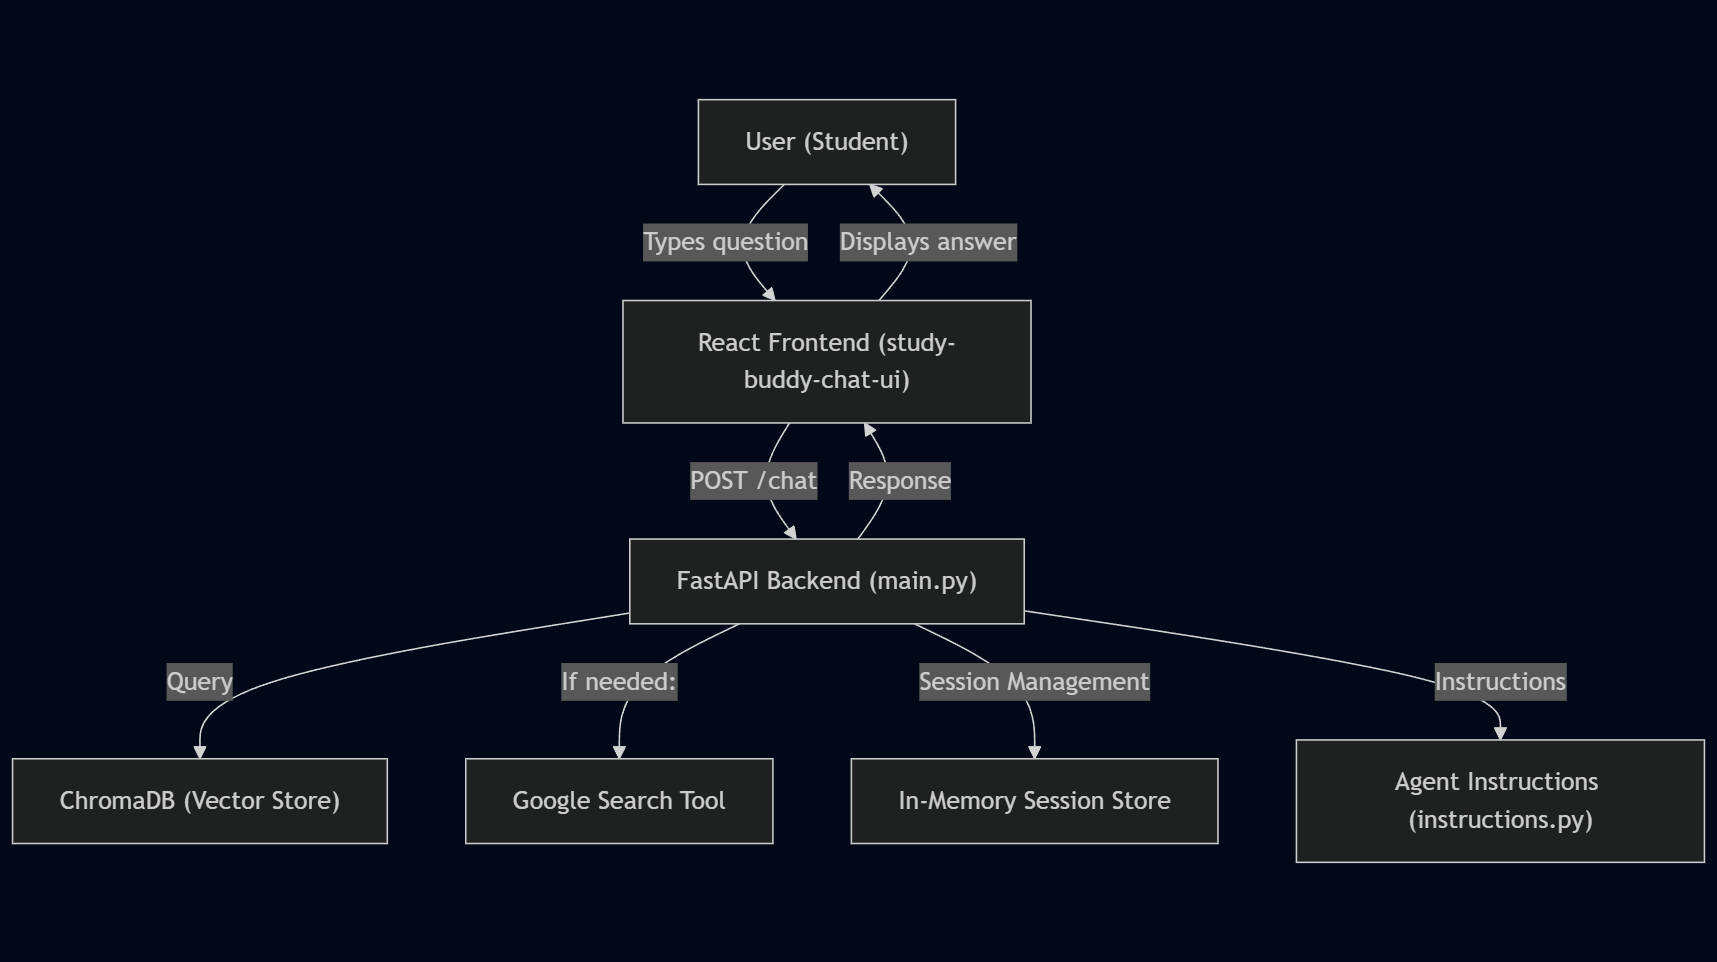 User (Student)
Types question
Displays answer
React Frontend (study-
buddy-chat-ui)
POST /chat
Response
FastAPI Backend (main.py)
Query
If needed:
Session Management
Instructions
ChromaDB (Vector Store)
Google Search Tool
In-Memory Session Store
Agent Instructions
(instructions.py)